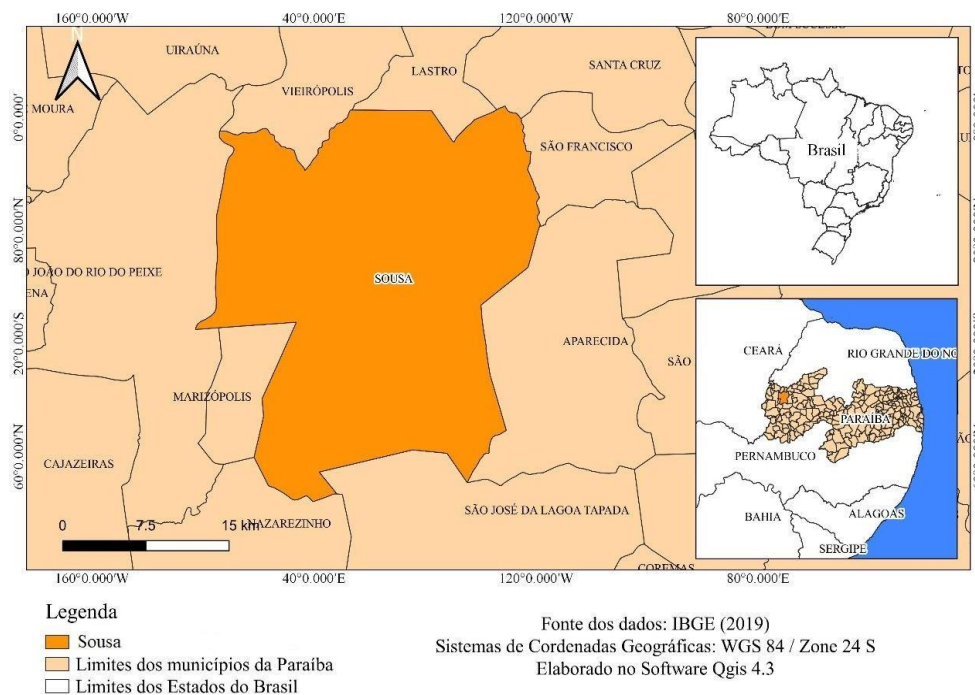 160°0.000'W 40°0.000'E 120°0.000'W 80°0.000'E
N
UIRAÚNA
LASTRO
SANTA CRUZ
VIEIRÓPOLIS
MOURA
0°0.000'
SÃO FRANCISCO
Brasil
80°0.000'N
JOÃO DO RIO DO PEIXE
ENA
SOUSA
20°0.000'S
APARECIDA
SÃO
MARIZÓPOLIS
CEARÁ
RIO GRANDE DO NO
PARAÍBA
PERNAMBUCO
60°0.000'N
CAJAZEIRAS
SÃO JOSÉ DA LAGOA TAPADA
BAHIA
ALAGOAS
SERGIPE
0 7.5 15 km
NAZAREZINHO
COREMAS
160°0.000'W 40°0.000'E 120°0.000'W 80°0.000'E
Legenda
Sousa
Limites dos municípios da Paraíba
Limites dos Estados do Brasil
Fonte dos dados: IBGE (2019)
Sistemas de Cordenadas Geográficas: WGS 84 / Zone 24 S
Elaborado no Software Qgis 4.3